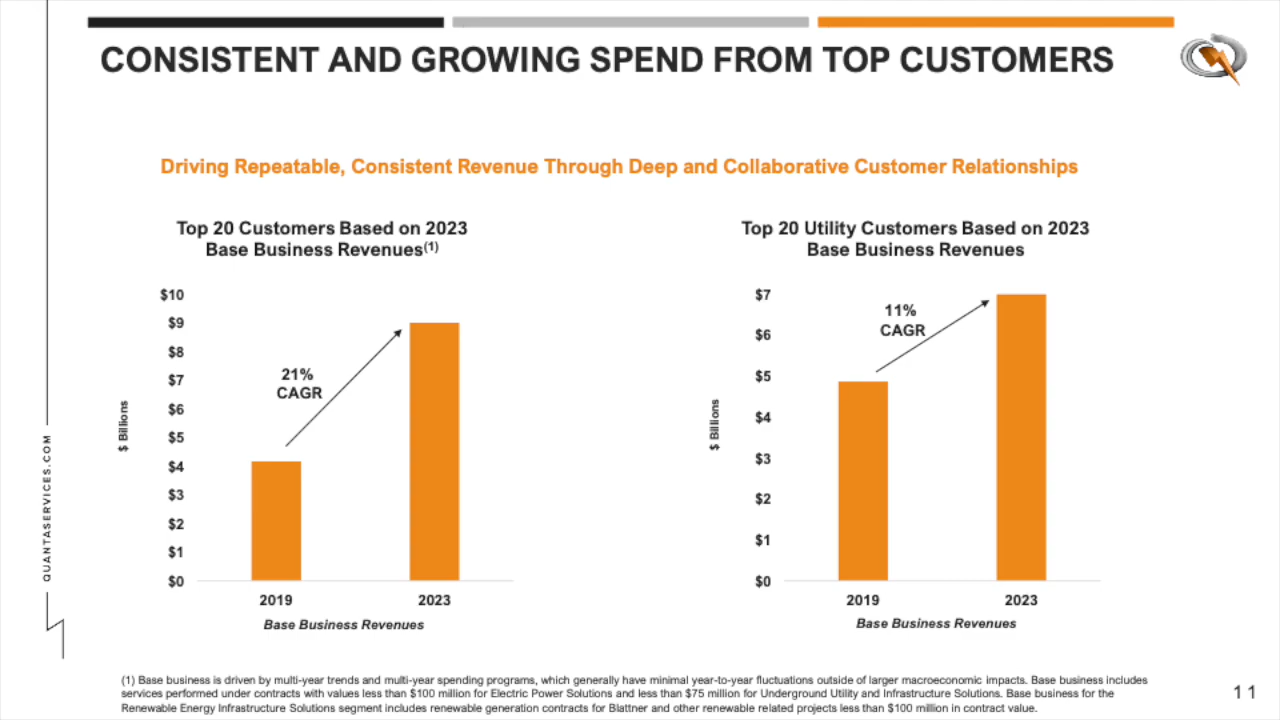 CONSISTENT AND GROWING SPEND FROM TOP CUSTOMERS
Driving Repeatable, Consistent Revenue Through Deep and Collaborative Customer Relationships
Top 20 Customers Based on 2023
Base Business Revenues(1)
$10
$9
$8
$7
$6
$5
$4
$3
$2
$1
$0
$ Billions
21%
CAGR
2019
2023
Base Business Revenues
Top 20 Utility Customers Based on 2023
Base Business Revenues
$7
$6
$5
$4
$3
$2
$1
$0
$ Billions
11%
CAGR
2019
2023
Base Business Revenues
QUANTASERVICES.COM
(1) Base business is driven by multi-year trends and multi-year spending programs, which generally have minimal year-to-year fluctuations outside of larger macroeconomic impacts. Base business includes
services performed under contracts with values less than $100 million for Electric Power Solutions and less than $75 million for Underground Utility and Infrastructure Solutions. Base business for the
Renewable Energy Infrastructure Solutions segment includes renewable generation contracts for Blattner and other renewable related projects less than $100 million in contract value.
11